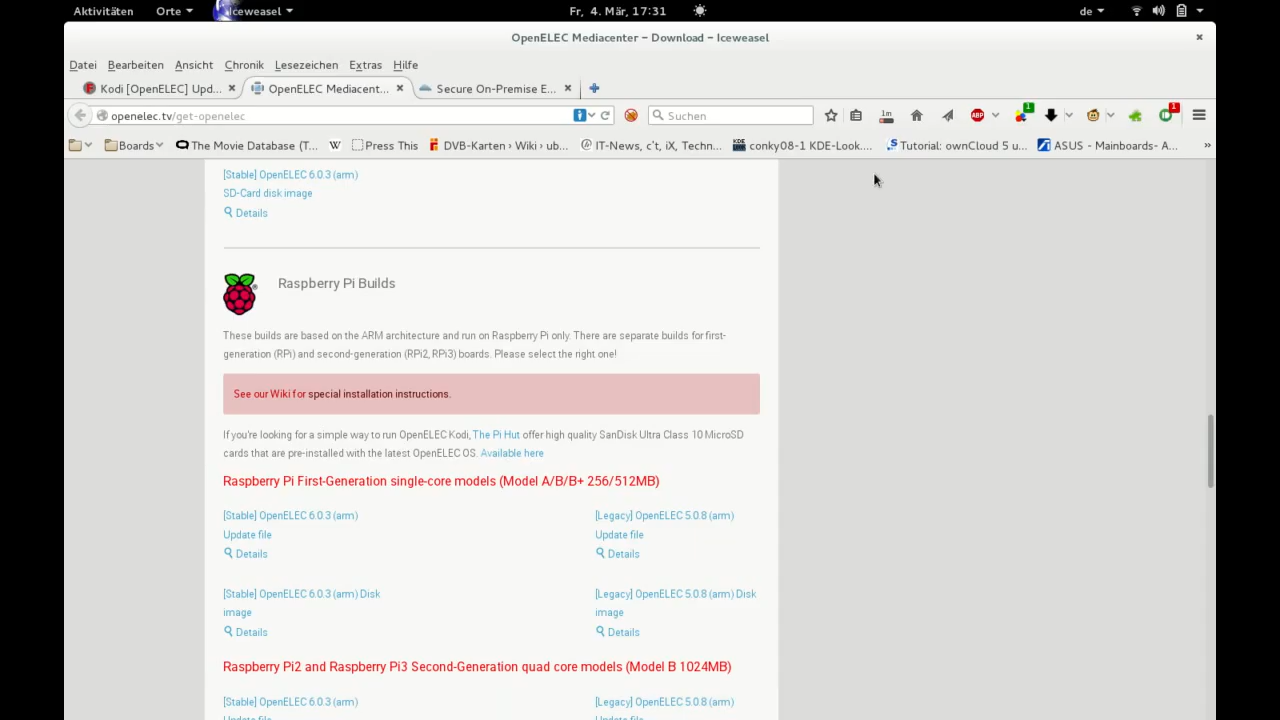 Aktivitäten Orte Iceweasel Fr, 4. Mär, 17:31 de
OpenELEC Mediacenter – Download – Iceweasel
Datei Bearbeiten Ansicht Chronik Lesezeichen Extras Hilfe
Kodi [OpenELEC] Upd... OpenELEC Mediacent... Secure On-Premise E...
openelec.tv/get-openelec Suchen 1m ABP 1 1
Boards The Movie Database (T... W Press This DVB-Karten › Wiki › ub... IT-News, c't, iX, Techn... KDE conky08-1 KDE-Look.... Tutorial: ownCloud 5 u... ASUS - Mainboards- A... »
[Stable] OpenELEC 6.0.3 (arm)
SD-Card disk image
Details
Raspberry Pi Builds
These builds are based on the ARM architecture and run on Raspberry Pi only. There are separate builds for first-
generation (RPi) and second-generation (RPi2, RPi3) boards. Please select the right one!
See our Wiki for special installation instructions.
If you're looking for a simple way to run OpenELEC Kodi, The Pi Hut offer high quality SanDisk Ultra Class 10 MicroSD
cards that are pre-installed with the latest OpenELEC OS. Available here
Raspberry Pi First-Generation single-core models (Model A/B/B+ 256/512MB)
[Stable] OpenELEC 6.0.3 (arm) [Legacy] OpenELEC 5.0.8 (arm)
Update file Update file
Details Details
[Stable] OpenELEC 6.0.3 (arm) Disk [Legacy] OpenELEC 5.0.8 (arm) Disk
image image
Details Details
Raspberry Pi2 and Raspberry Pi3 Second-Generation quad core models (Model B 1024MB)
[Stable] OpenELEC 6.0.3 (arm) [Legacy] OpenELEC 5.0.8 (arm)
Update file Update file